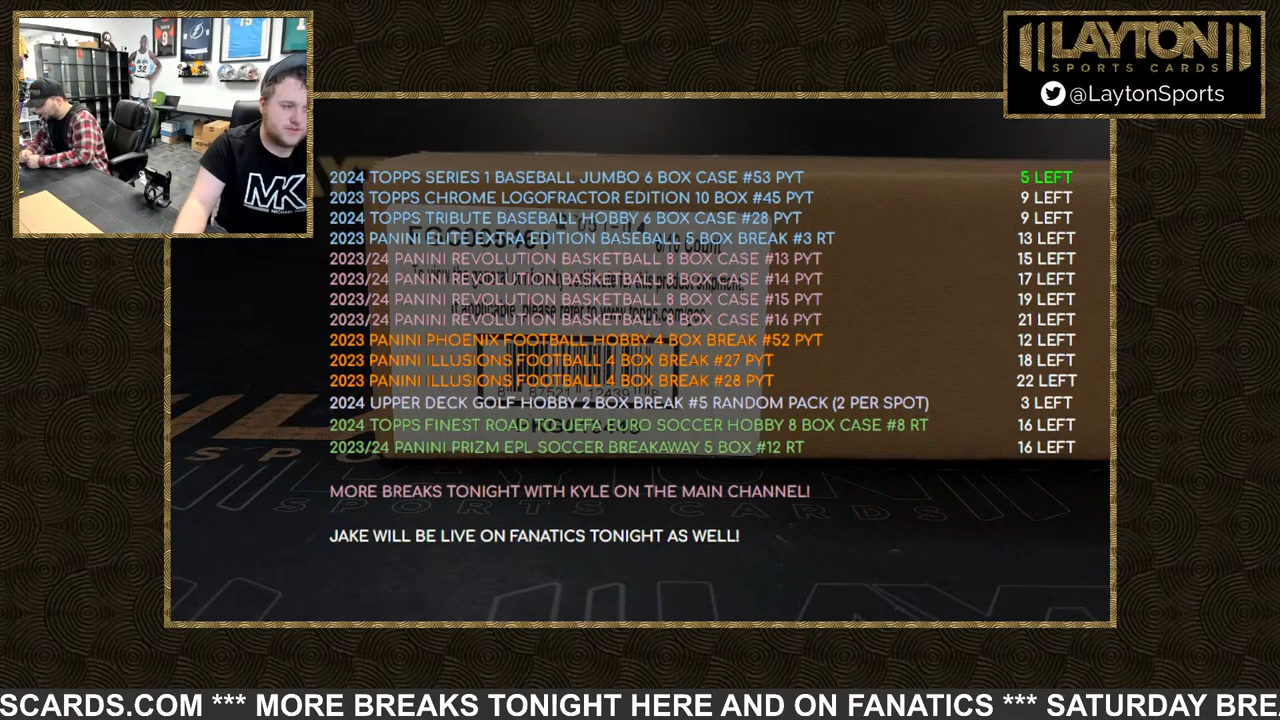 LAYTON
SPORTS CARDS
@LaytonSports
2024 TOPPS SERIES 1 BASEBALL JUMBO 6 BOX CASE #53 PYT 5 LEFT
2023 TOPPS CHROME LOGOFRACTOR EDITION 10 BOX #45 PYT 9 LEFT
2024 TOPPS TRIBUTE BASEBALL HOBBY 6 BOX CASE #28 PYT 9 LEFT
2023 PANINI ELITE EXTRA EDITION BASEBALL 5 BOX BREAK #3 RT 13 LEFT
2023/24 PANINI REVOLUTION BASKETBALL 8 BOX CASE #13 PYT 15 LEFT
2023/24 PANINI REVOLUTION BASKETBALL 8 BOX CASE #14 PYT 17 LEFT
2023/24 PANINI REVOLUTION BASKETBALL 8 BOX CASE #15 PYT 19 LEFT
2023/24 PANINI REVOLUTION BASKETBALL 8 BOX CASE #16 PYT 21 LEFT
2023 PANINI PHOENIX FOOTBALL HOBBY 4 BOX BREAK #52 PYT 12 LEFT
2023 PANINI ILLUSIONS FOOTBALL 4 BOX BREAK #27 PYT 18 LEFT
2023 PANINI ILLUSIONS FOOTBALL 4 BOX BREAK #28 PYT 22 LEFT
2024 UPPER DECK GOLF HOBBY 2 BOX BREAK #5 RANDOM PACK (2 PER SPOT) 3 LEFT
2024 TOPPS FINEST ROAD TO UEFA EURO SOCCER HOBBY 8 BOX CASE #8 RT 16 LEFT
2023/24 PANINI PRIZM EPL SOCCER BREAKAWAY 5 BOX #12 RT 16 LEFT
MORE BREAKS TONIGHT WITH KYLE ON THE MAIN CHANNEL!
JAKE WILL BE LIVE ON FANATICS TONIGHT AS WELL!
MK
SCARDS.COM *** MORE BREAKS TONIGHT HERE AND ON FANATICS *** SATURDAY BRE